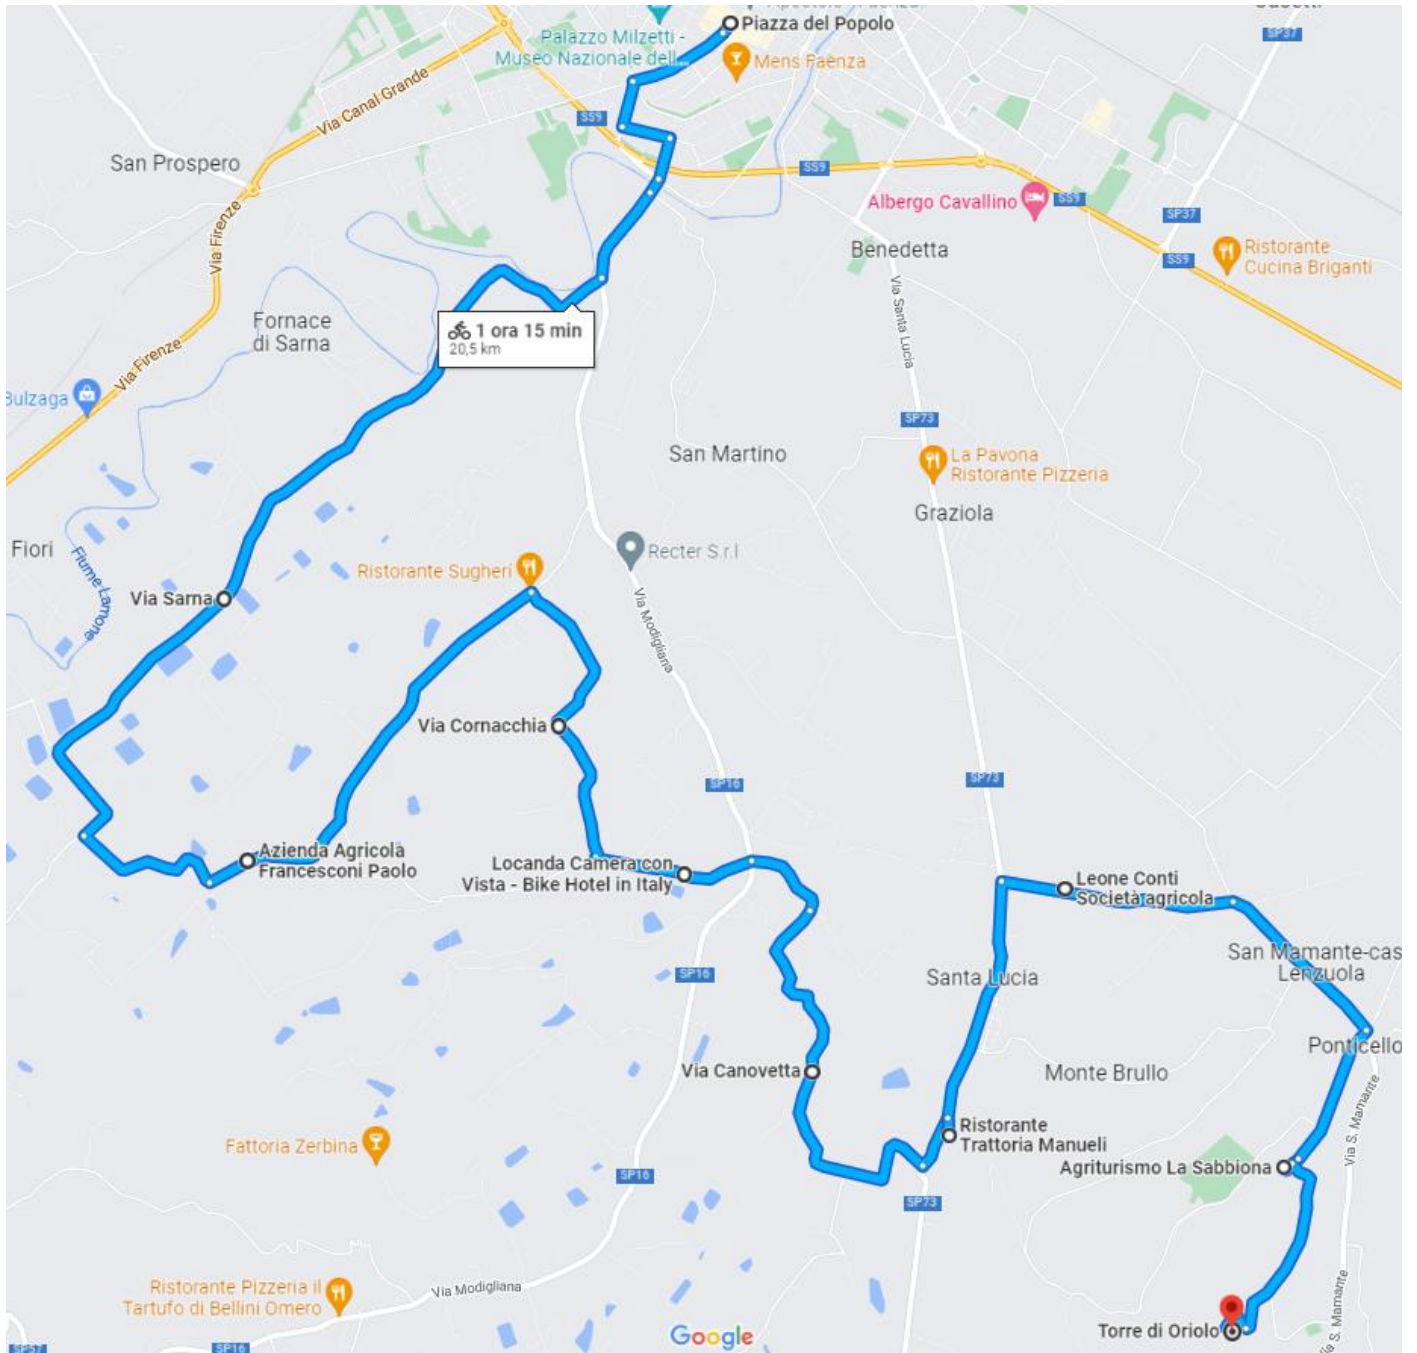 Piazza del Popolo
SP37
Palazzo Milzetti -
Museo Nazionale dell...
Mens Faenza
Via Canal Grande
SS9
San Prospero
SS9
Albergo Cavallino
SS9
SP37
Via Firenze
Benedetta
Ristorante
Cucina Briganti
SS9
Via Santa Lucia
Fornace
di Sarna
1 ora 15 min
20,5 km
Via Firenze
Bulzaga
SP73
San Martino
La Pavona
Ristorante Pizzeria
Graziola
Fiori
Recter S.r.l
Ristorante Sugheri
Fiume Lamone
Via Sarna
Via Modigliana
Via Cornacchia
SP16
SP73
Azienda Agricola
Francesconi Paolo
Locanda Camera con
Vista - Bike Hotel in Italy
Leone Conti
Società agricola
San Mamante-cas
Lenzuola
SP16
Santa Lucia
Ponticello
Via Canovetta
Monte Brullo
Via S. Mamante
Ristorante
Trattoria Manueli
Fattoria Zerbina
Agriturismo La Sabbiona
SP16
SP73
Ristorante Pizzeria il
Tartufo di Bellini Omero
Via Modigliana
Via S. Mamante
Torre di Oriolo
Google
SP57
SP16